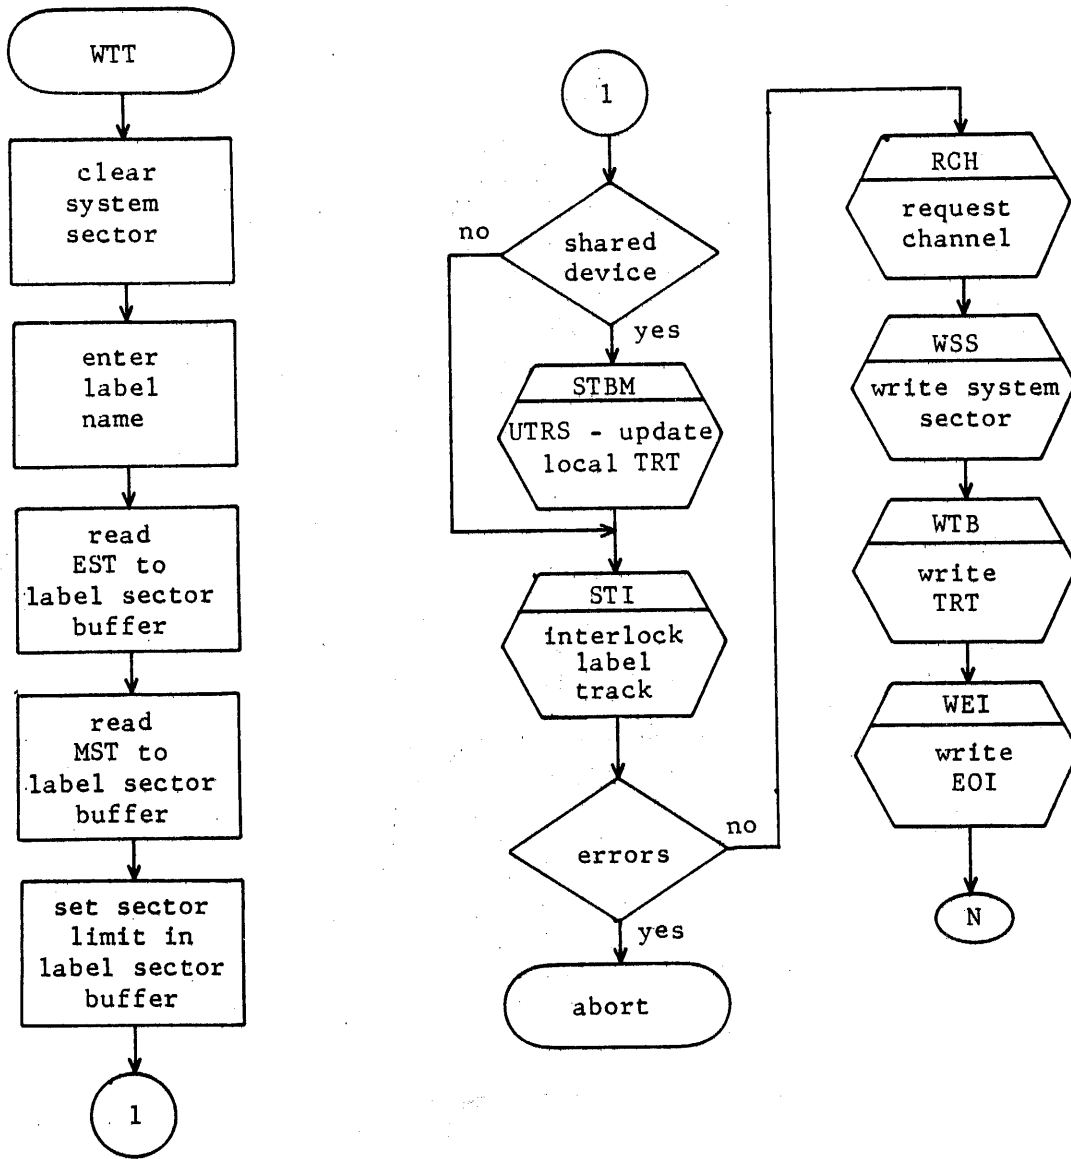 WTT
clear
system
sector
enter
label
name
read
EST to
label sector
buffer
read
MST to
label sector
buffer
set sector
limit in
label sector
buffer
1
1
shared
device
no
yes
STBM
UTRS - update
local TRT
STI
interlock
label
track
errors
no
yes
abort
RCH
request
channel
WSS
write system
sector
WTB
write
TRT
WEI
write
EOI
N